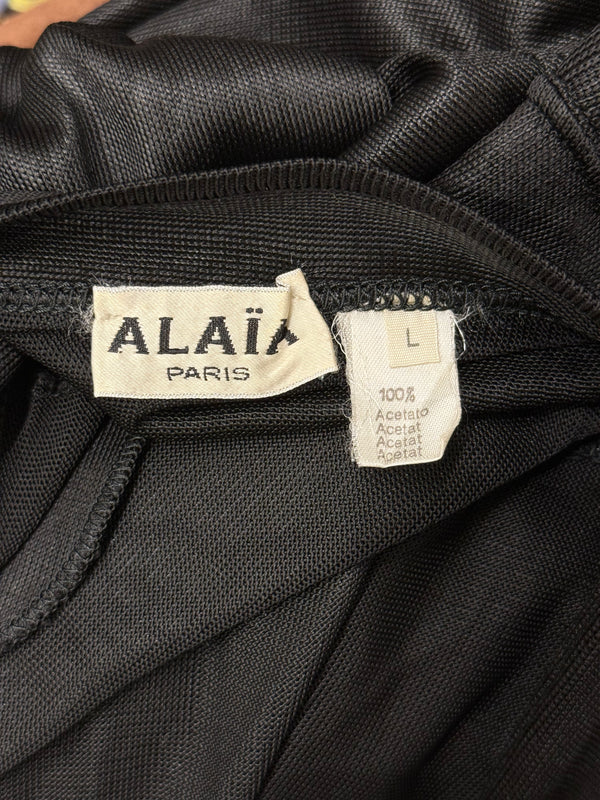 ALAÏA
PARIS
L
100%
Acetato
Acetat
Acetat
Acetat